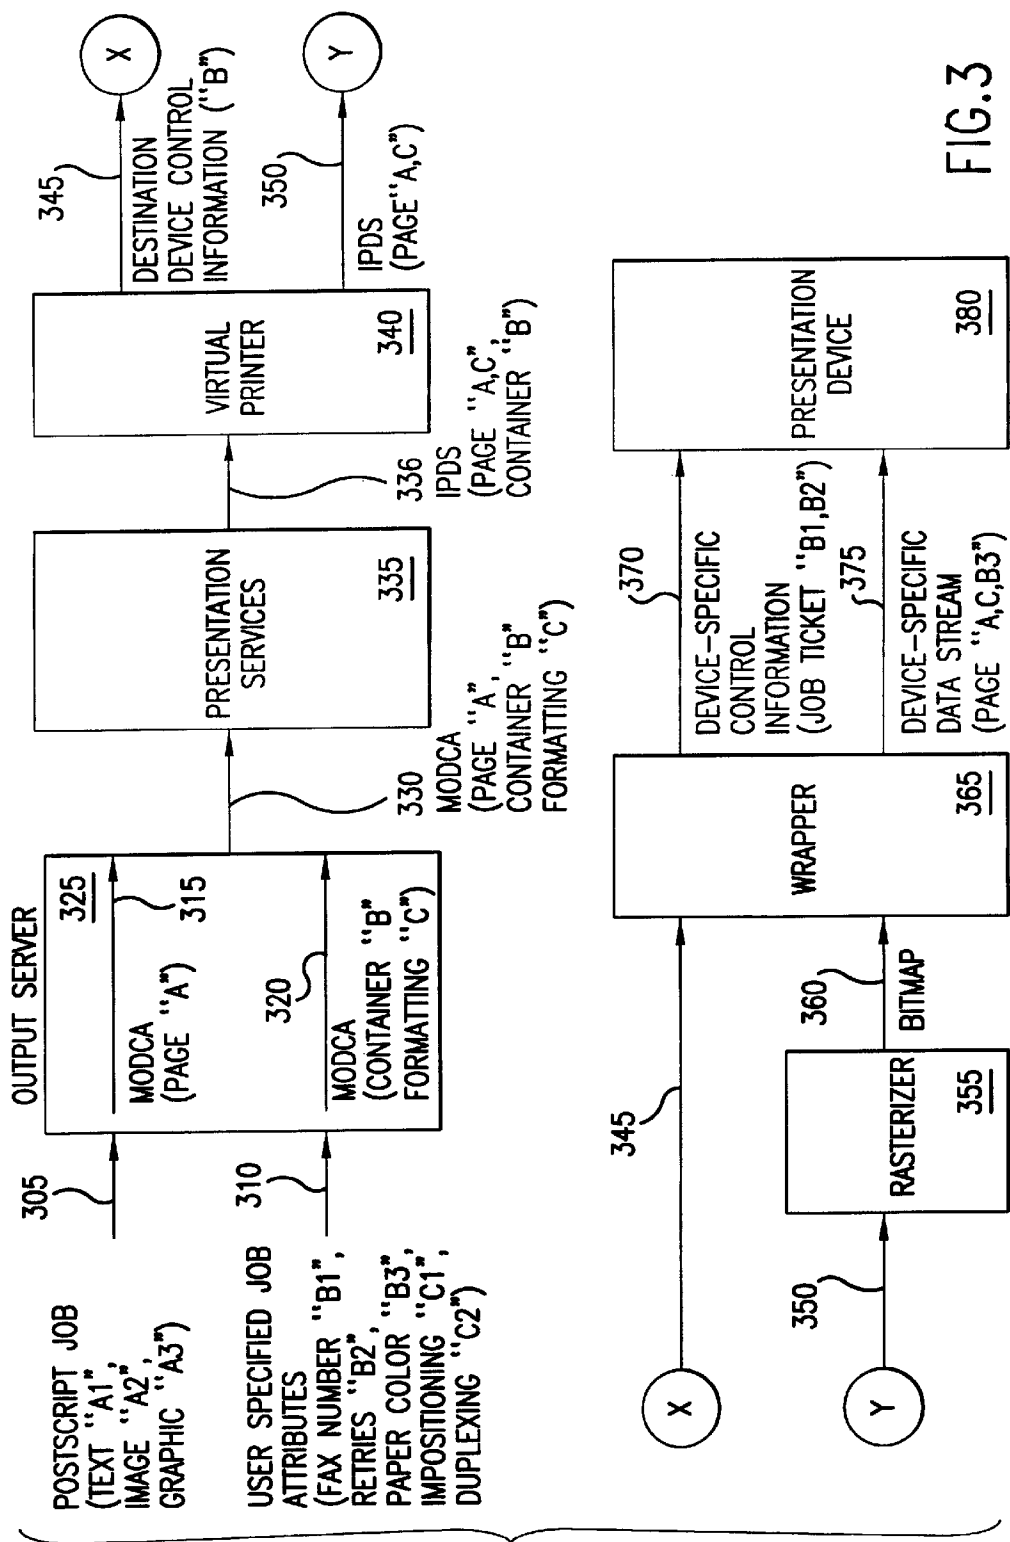 POSTSCRIPT JOB
(TEXT "A1",
IMAGE "A2",
GRAPHIC "A3")
305
USER SPECIFIED JOB
ATTRIBUTES
(FAX NUMBER "B1",
RETRIES "B2",
PAPER COLOR "B3",
IMPOSITIONING "C1",
DUPLEXING "C2")
310
OUTPUT SERVER
325
MODCA
(PAGE "A")
315
MODCA
(CONTAINER "B"
FORMATTING "C")
320
330
MODCA
(PAGE "A",
CONTAINER "B"
FORMATTING "C")
PRESENTATION
SERVICES
335
336
IPDS
(PAGE "A,C",
CONTAINER "B")
VIRTUAL
PRINTER
340
345
DESTINATION
DEVICE CONTROL
INFORMATION ("B")
X
350
IPDS
(PAGE"A,C")
Y
X
345
Y
350
RASTERIZER
355
360
BITMAP
WRAPPER
365
370
DEVICE-SPECIFIC
CONTROL
INFORMATION
(JOB TICKET "B1,B2")
375
DEVICE-SPECIFIC
DATA STREAM
(PAGE "A,C,B3")
PRESENTATION
DEVICE
380
FIG.3